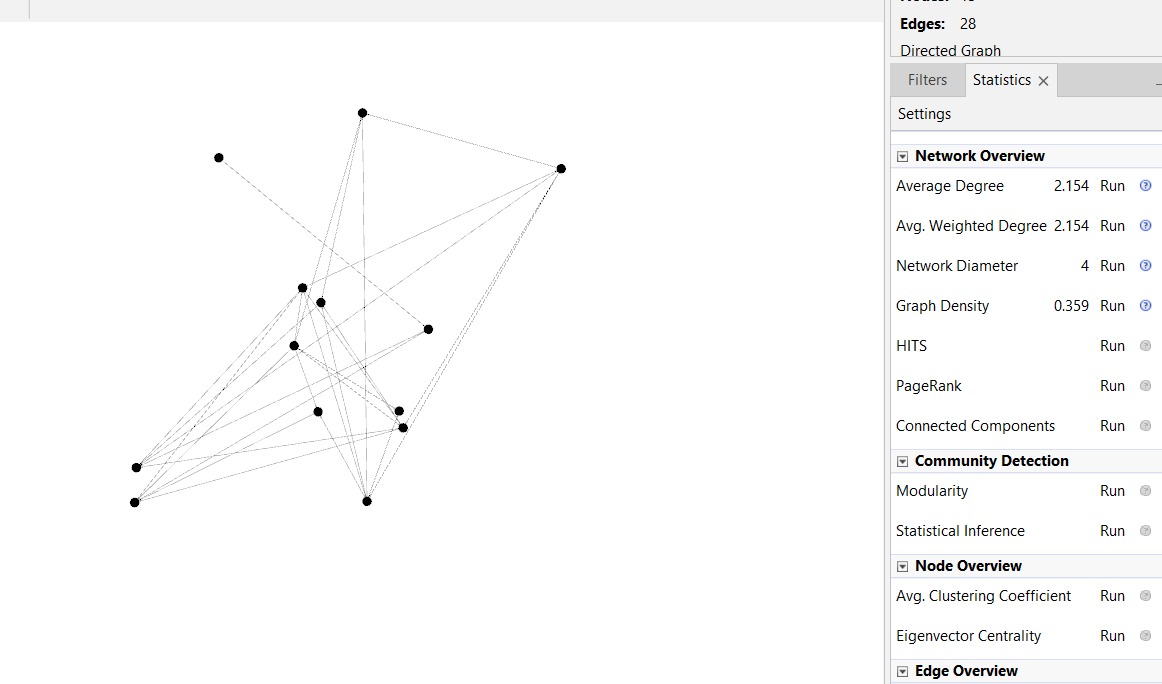 Edges: 28
Directed Graph
Filters Statistics
Settings
Network Overview
Average Degree 2.154 Run
Avg. Weighted Degree 2.154 Run
Network Diameter 4 Run
Graph Density 0.359 Run
HITS Run
PageRank Run
Connected Components Run
Community Detection
Modularity Run
Statistical Inference Run
Node Overview
Avg. Clustering Coefficient Run
Eigenvector Centrality Run
Edge Overview